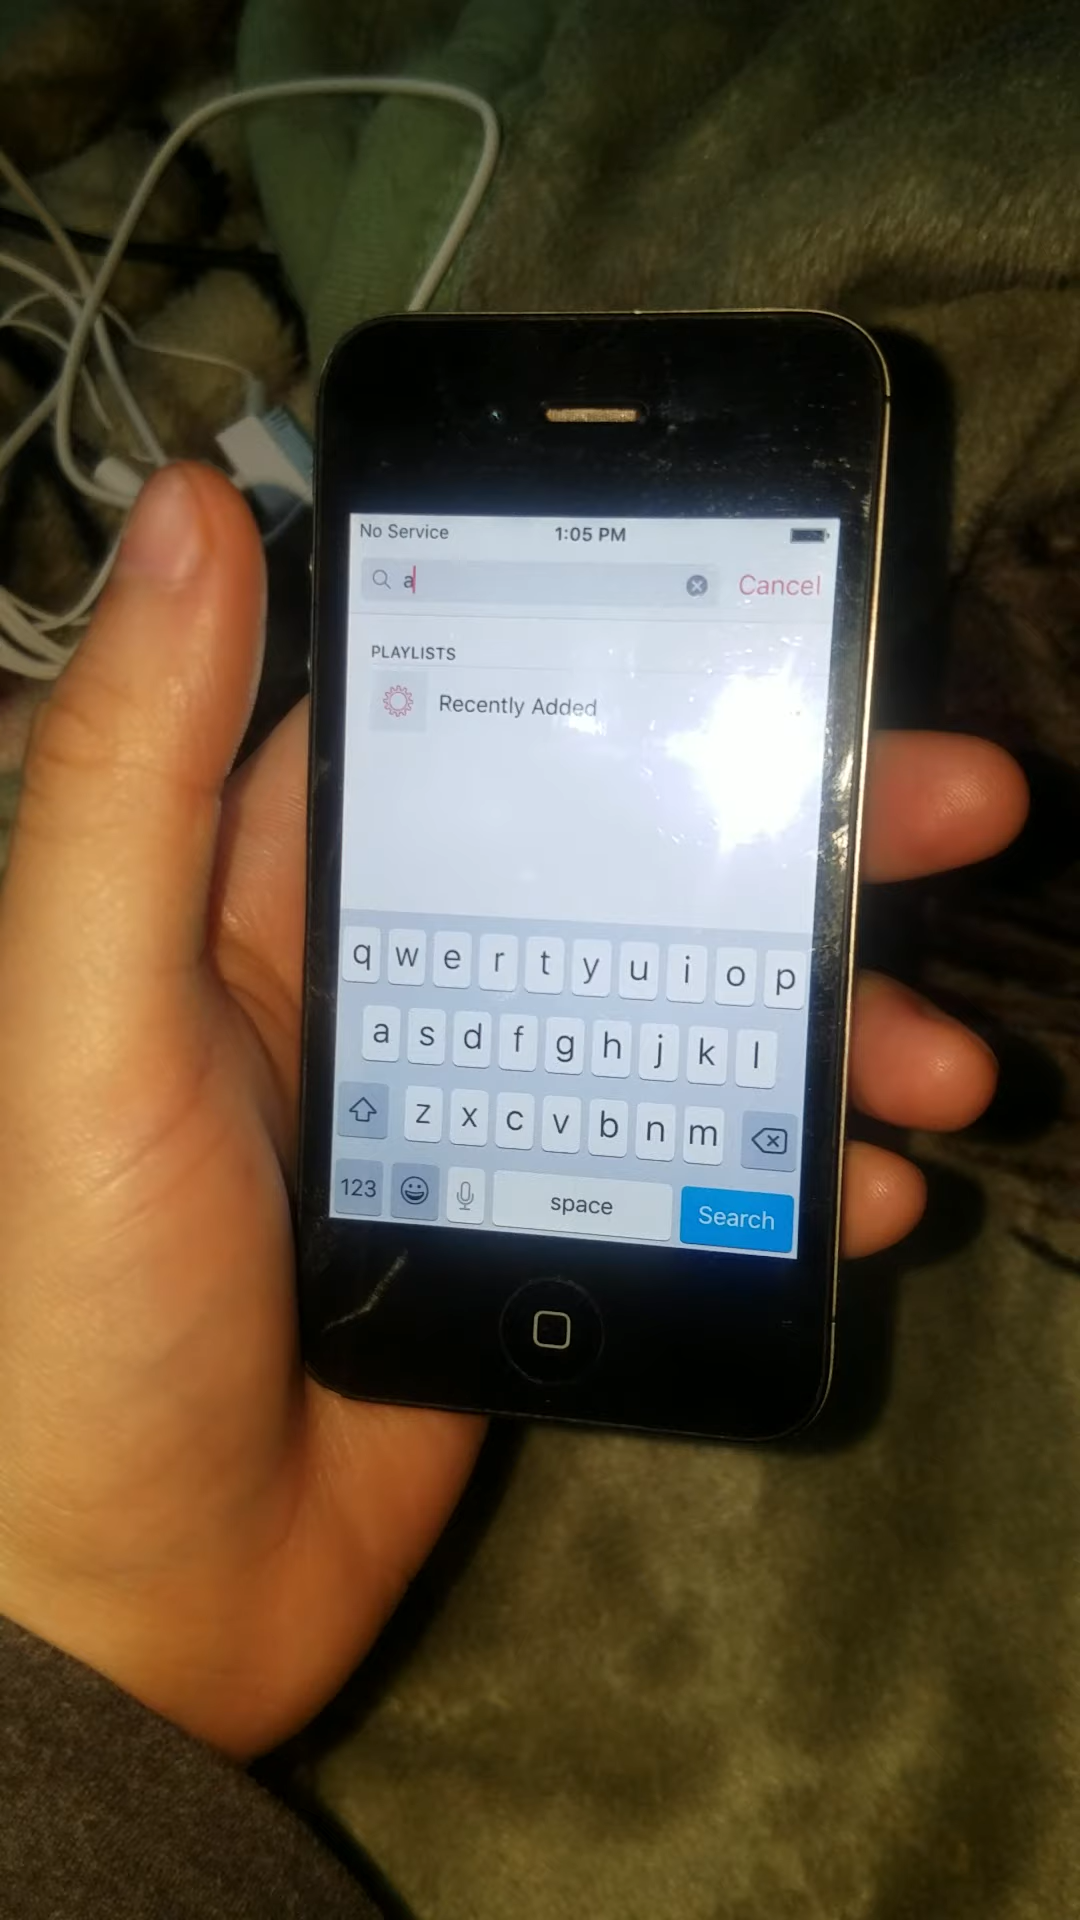 No Service 1:05 PM
a Cancel
PLAYLISTS
Recently Added
q w e r t y u i o p
a s d f g h j k l
z x c v b n m
123 space Search